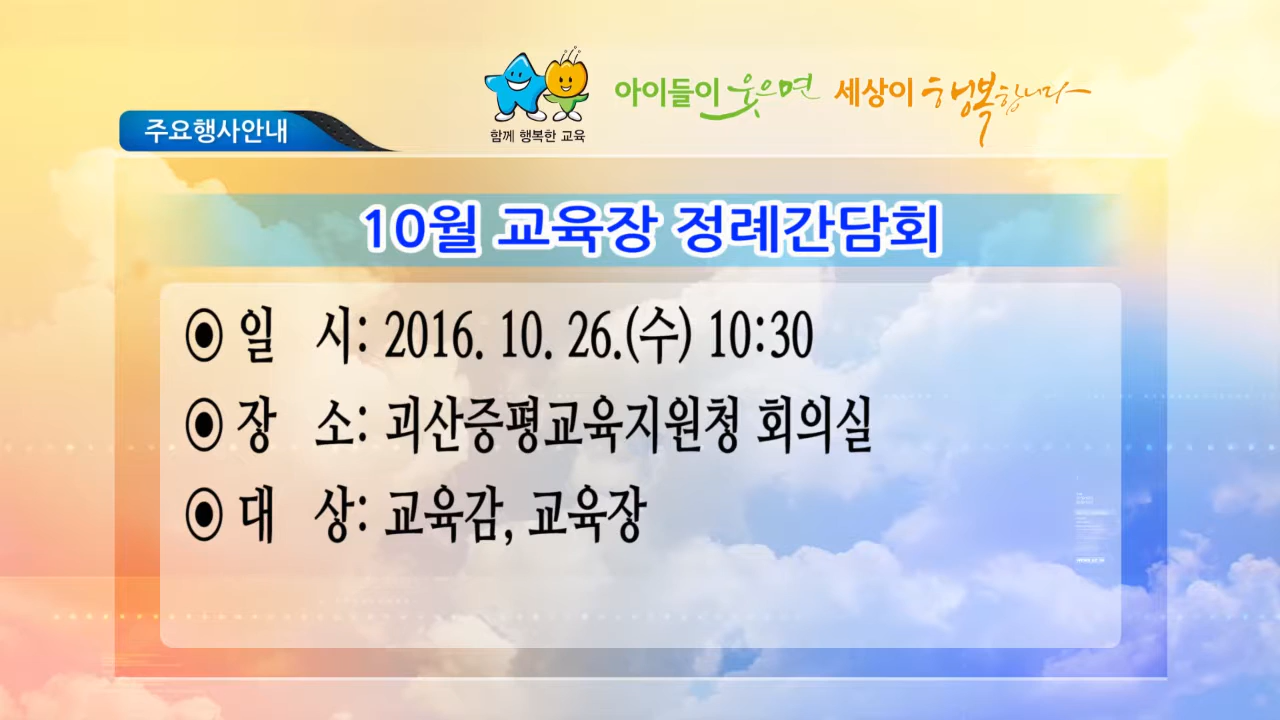 아이들이 웃으면 세상이 행복합니다
함께 행복한 교육
주요행사안내
10월 교육장 정례간담회
◉ 일 시: 2016. 10. 26.(수) 10:30
◉ 장 소: 괴산증평교육지원청 회의실
◉ 대 상: 교육감, 교육장